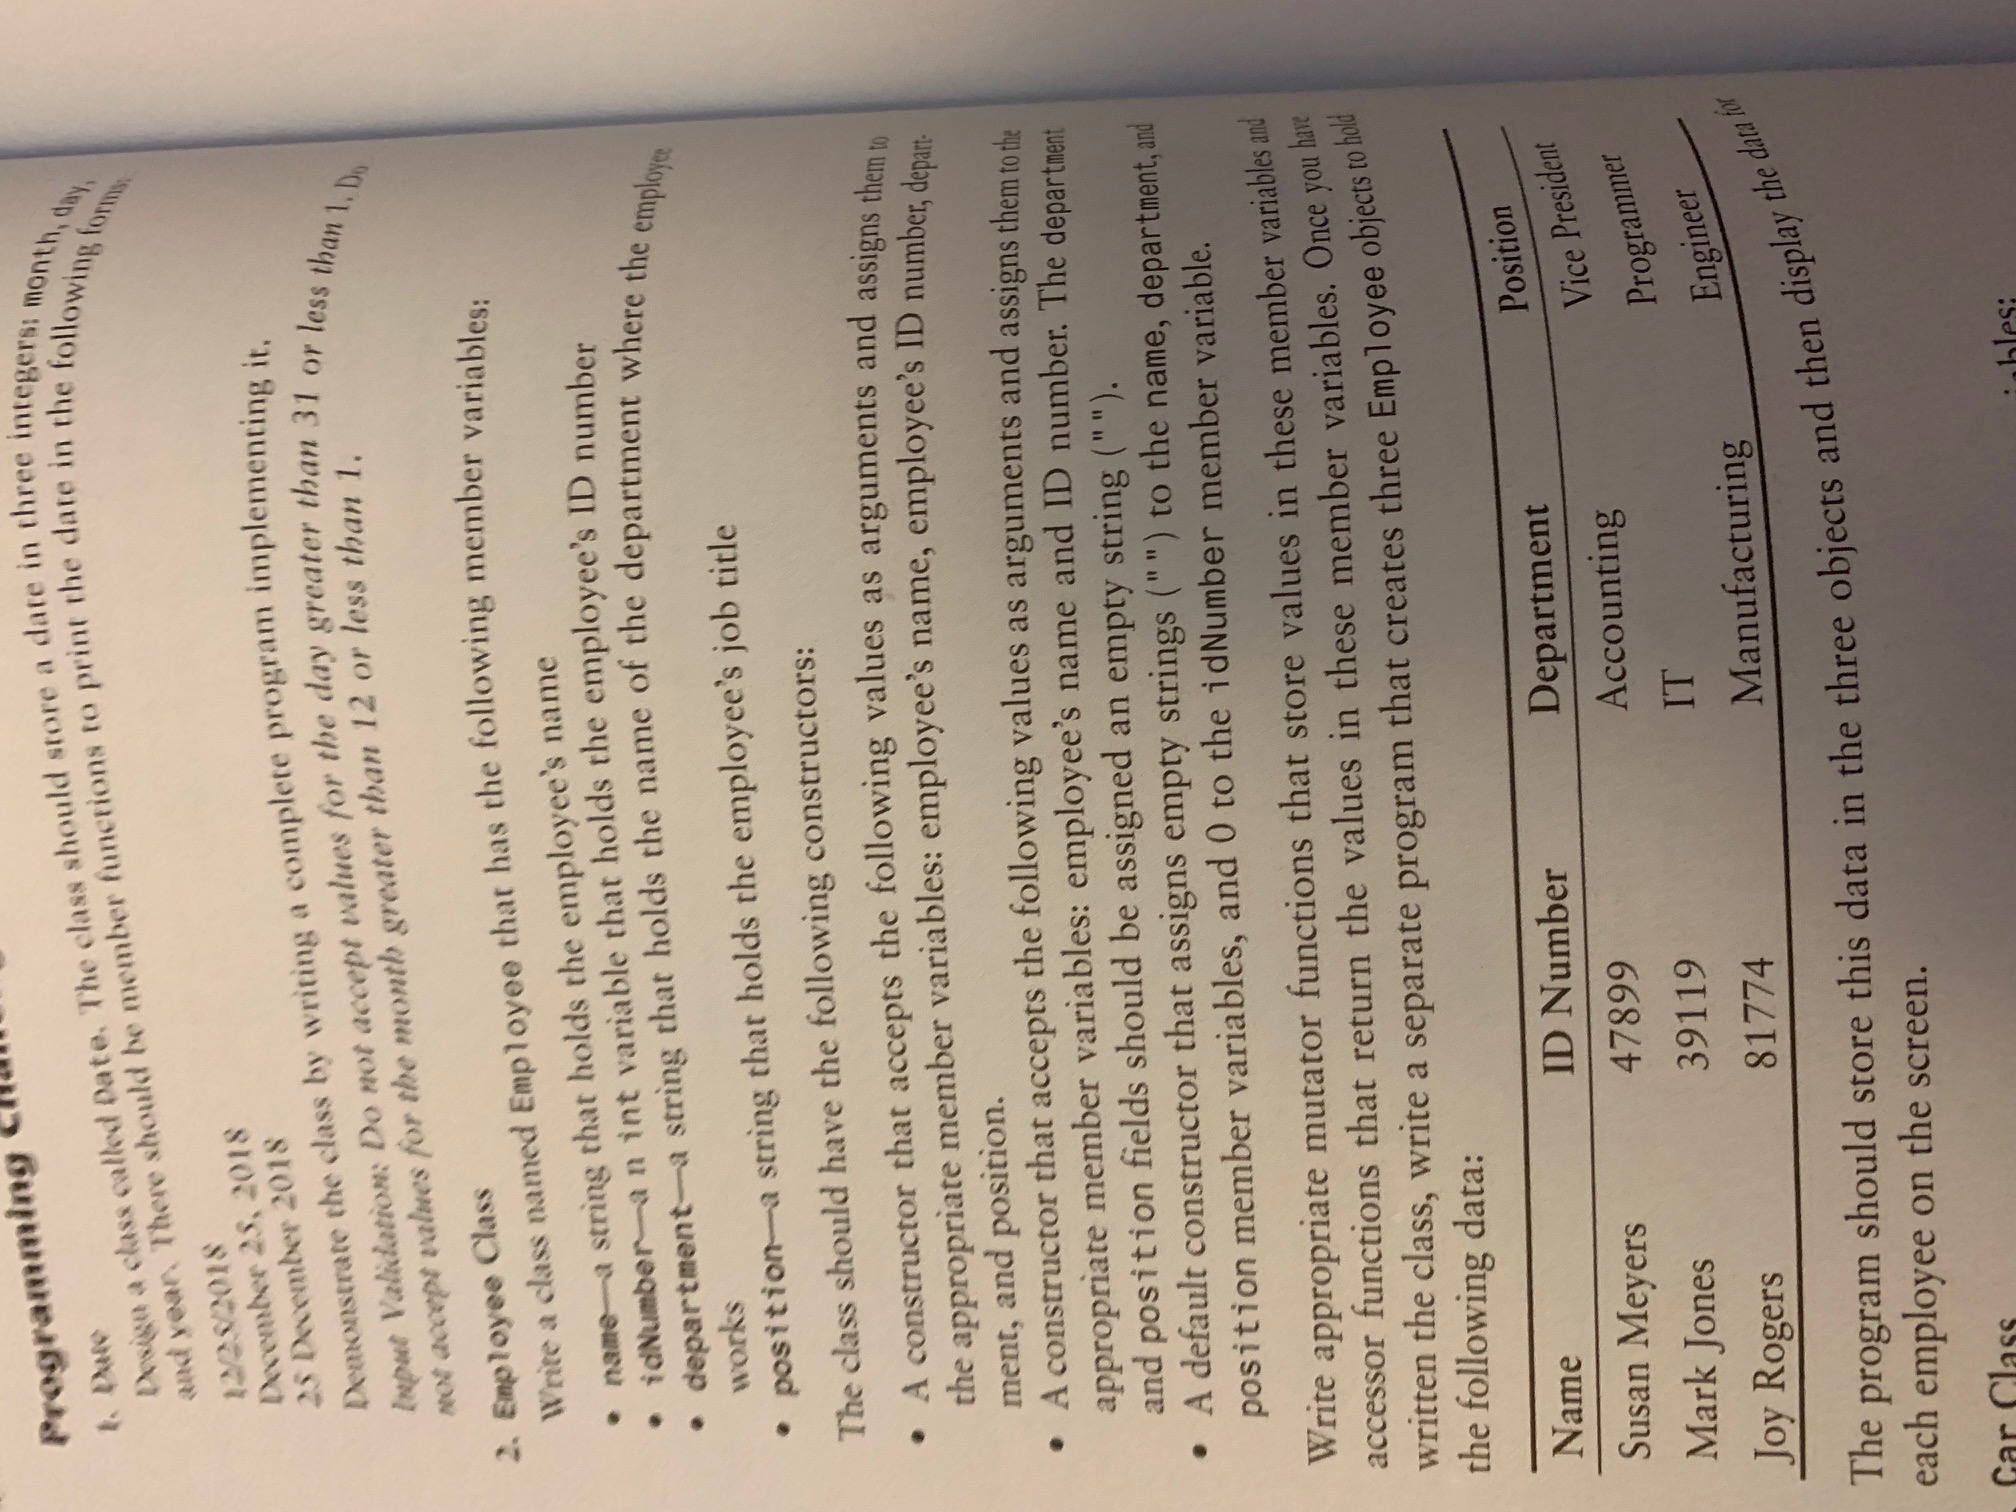 Programming
1. Date
Design a class called Date. The class should store a date in three integers: month, day,
and year. There should be member functions to print the date in the following forms:
12/25/2018
December 25, 2018
25 December 2018
Demonstrate the class by writing a complete program implementing it.
Input Validation: Do not accept values for the day greater than 31 or less than 1. Do
not accept values for the month greater than 12 or less than 1.
2. Employee Class
Write a class named Employee that has the following member variables:
• name—a string that holds the employee's name
• idNumber—a n int variable that holds the employee's ID number
• department—a string that holds the name of the department where the employee
works
• position—a string that holds the employee's job title
The class should have the following constructors:
• A constructor that accepts the following values as arguments and assigns them to
the appropriate member variables: employee's name, employee's ID number, depart-
ment, and position.
• A constructor that accepts the following values as arguments and assigns them to the
appropriate member variables: employee's name and ID number. The department
and position fields should be assigned an empty string ("").
• A default constructor that assigns empty strings ("") to the name, department, and
position member variables, and 0 to the idNumber member variable.
Write appropriate mutator functions that store values in these member variables and
accessor functions that return the values in these member variables. Once you have
written the class, write a separate program that creates three Employee objects to hold
the following data:
Name ID Number Department Position
Susan Meyers 47899 Accounting Vice President
Mark Jones 39119 IT Programmer
Joy Rogers 81774 Manufacturing Engineer
The program should store this data in the three objects and then display the data for
each employee on the screen.
Car Class